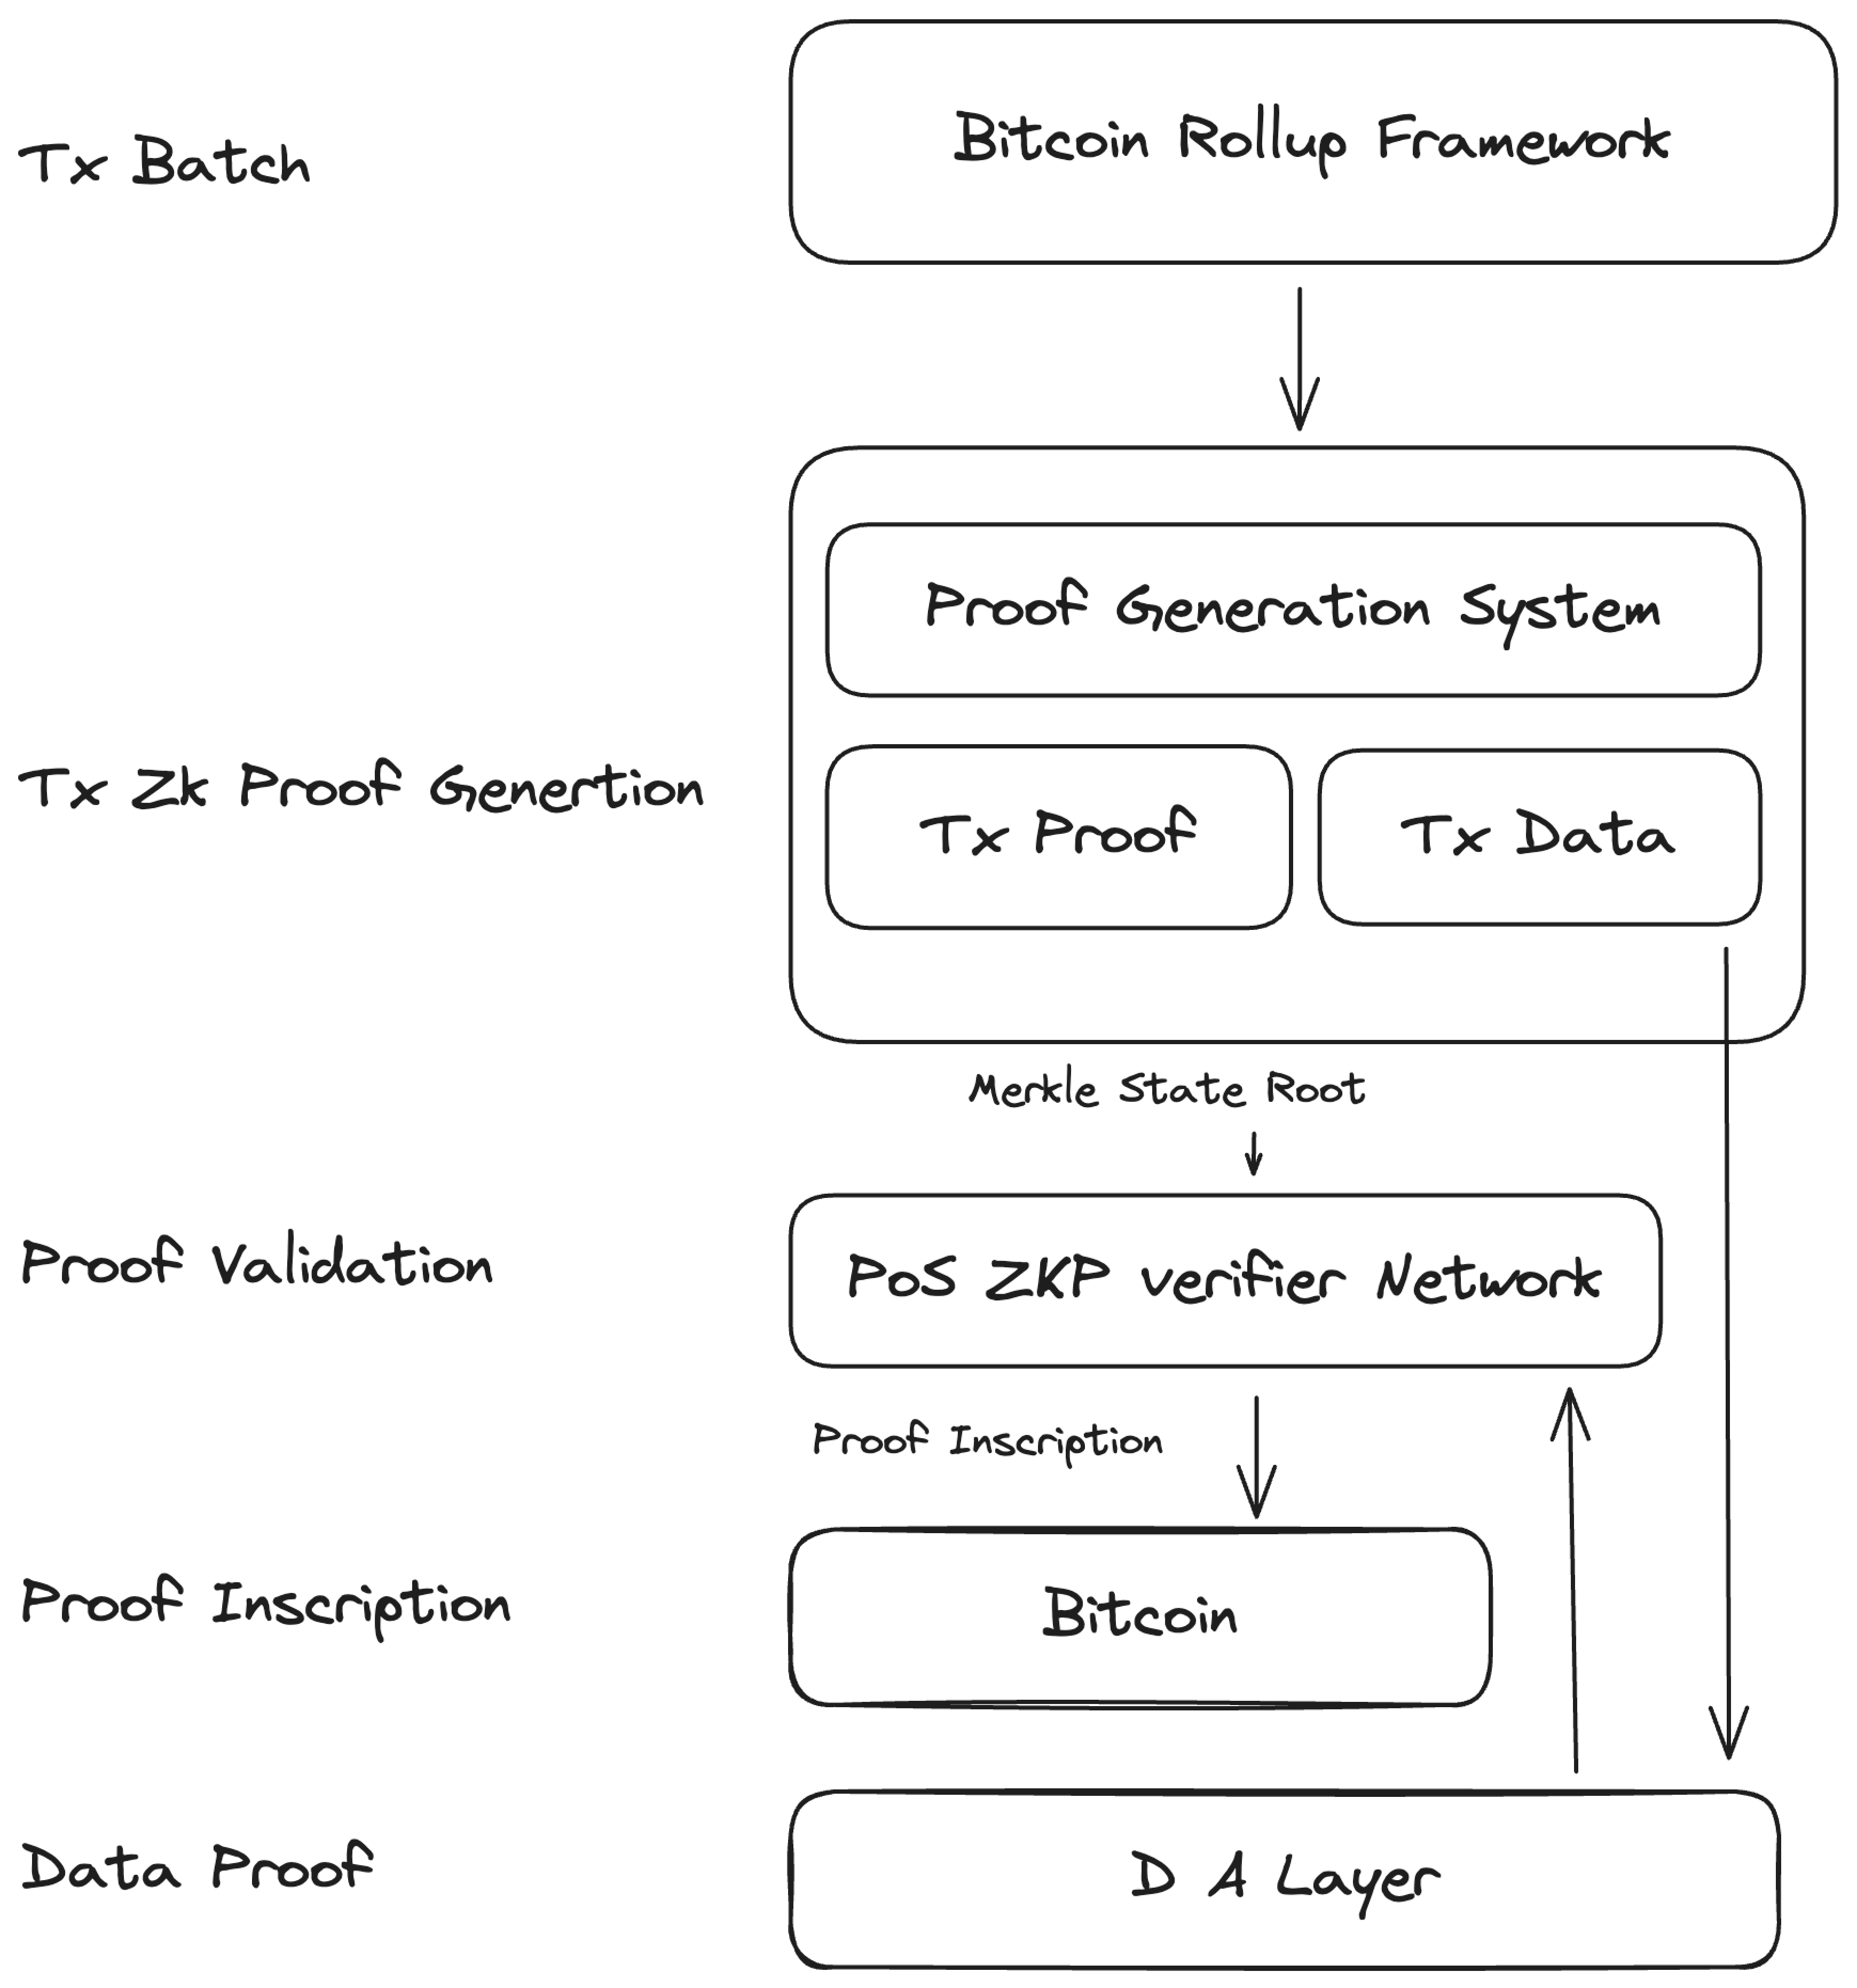 Tx Batch
Bitcoin Rollup Framework
Proof Generation System
Tx Zk Proof Genertion
Tx Proof
Tx Data
Merkle State Root
Proof Validation
PoS ZKP verifier Network
Proof Inscription
Proof Inscription
Bitcoin
Data Proof
D A Layer